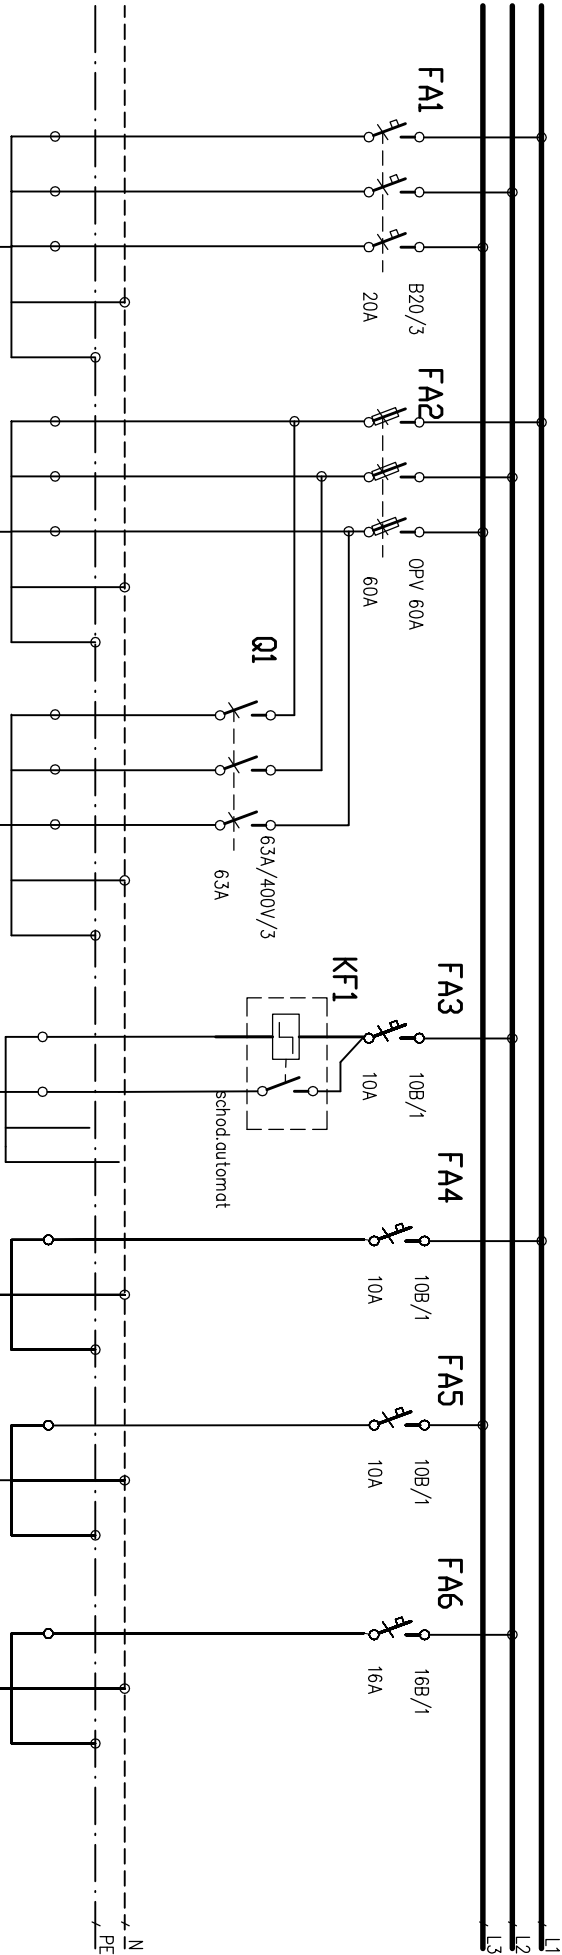 FA1
B20/3
20A
FA2
OPV 60A
60A
Q1
63A/400V/3
63A
FA3
10B/1
10A
KF1
schod.automat
FA4
10B/1
10A
FA5
10B/1
10A
FA6
16B/1
16A
L1
L2
L3
N
PE